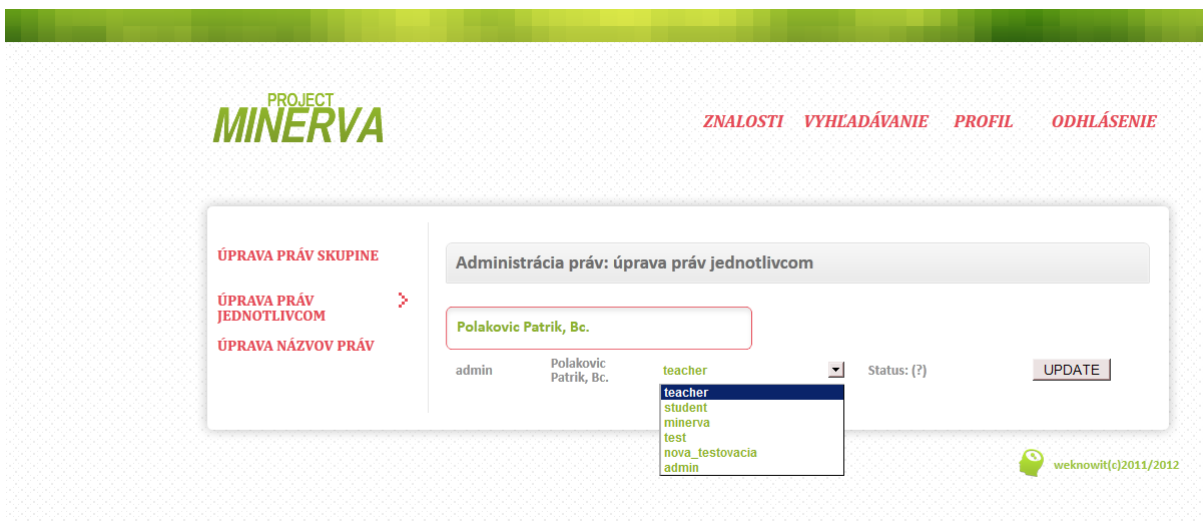 PROJECT
MINERVA
ZNALOSTI VYHĽADÁVANIE PROFIL ODHLÁSENIE
ÚPRAVA PRÁV SKUPINE
ÚPRAVA PRÁV
JEDNOTLIVCOM
ÚPRAVA NÁZVOV PRÁV
Administrácia práv: úprava práv jednotlivcom
Polakovic Patrik, Bc.
admin
Polakovic
Patrik, Bc.
teacher
Status: (?)
UPDATE
teacher
student
minerva
test
nova_testovacia
admin
weknowit(c)2011/2012